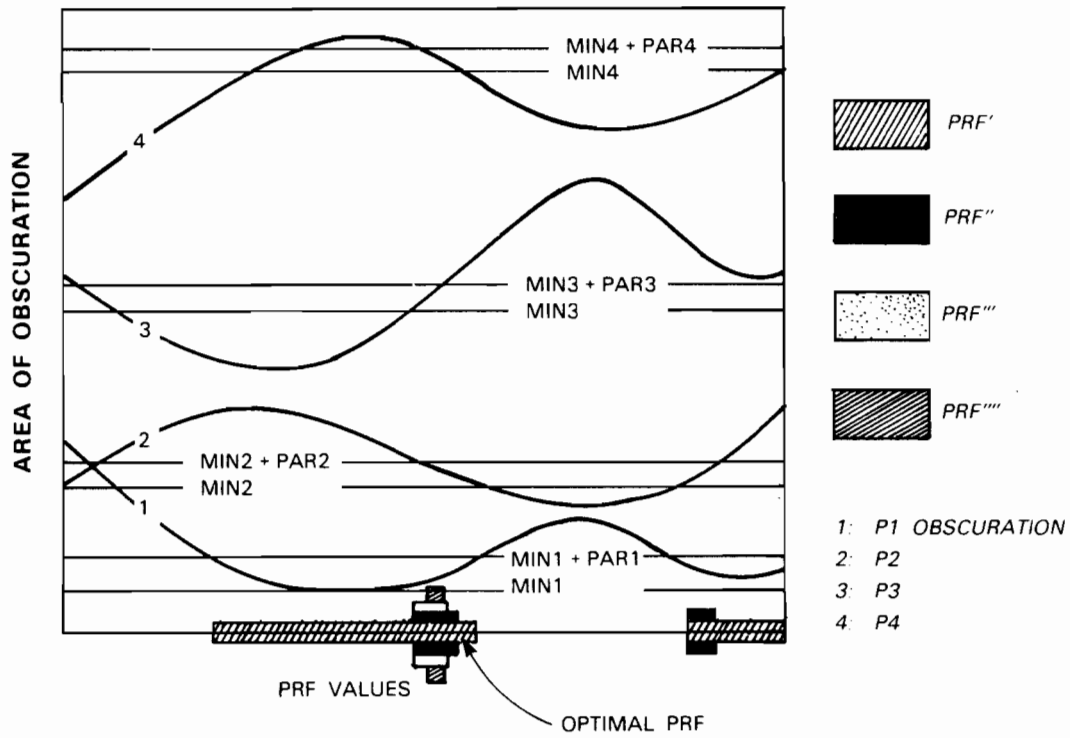 MIN4 + PAR4
MIN4
4
MIN3 + PAR3
MIN3
3
2
MIN2 + PAR2
MIN2
1
MIN1 + PAR1
MIN1
AREA OF OBSCURATION
PRF VALUES
OPTIMAL PRF
PRF'
PRF''
PRF'''
PRF''''
1: P1 OBSCURATION
2: P2
3: P3
4: P4